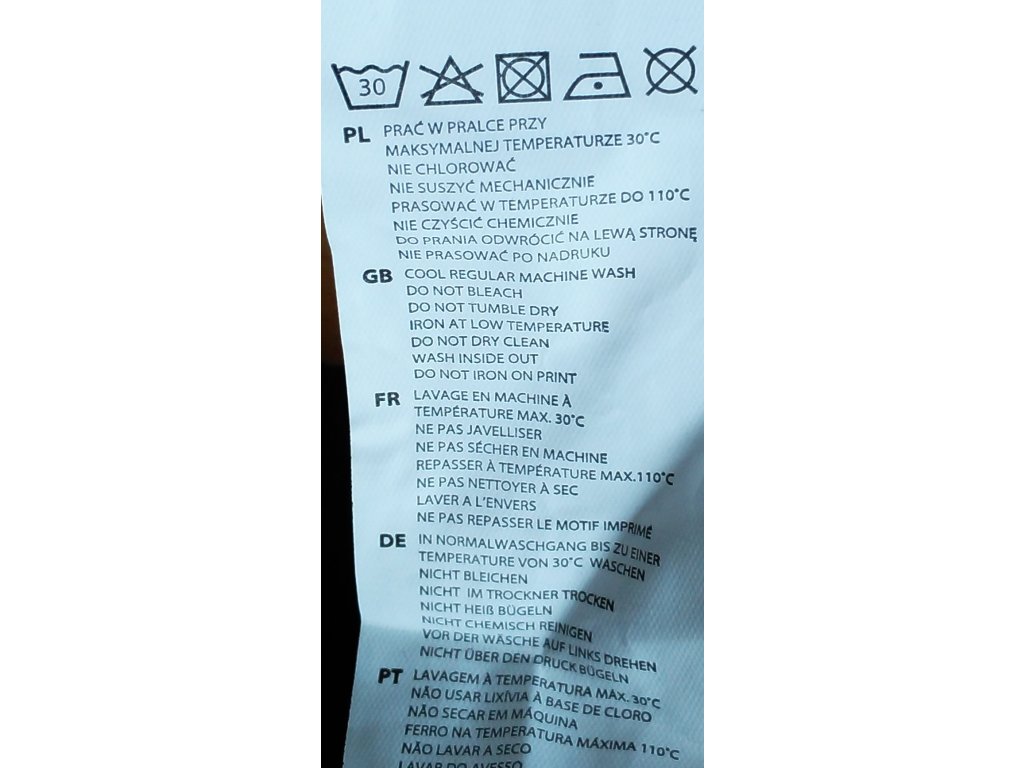 30
PL PRAĆ W PRALCE PRZY
MAKSYMALNEJ TEMPERATURZE 30°C
NIE CHLOROWAĆ
NIE SUSZYĆ MECHANICZNIE
PRASOWAĆ W TEMPERATURZE DO 110°C
NIE CZYŚCIĆ CHEMICZNIE
DO PRANIA ODWRÓCIĆ NA LEWĄ STRONĘ
NIE PRASOWAĆ PO NADRUKU
GB COOL REGULAR MACHINE WASH
DO NOT BLEACH
DO NOT TUMBLE DRY
IRON AT LOW TEMPERATURE
DO NOT DRY CLEAN
WASH INSIDE OUT
DO NOT IRON ON PRINT
FR LAVAGE EN MACHINE À
TEMPÉRATURE MAX. 30°C
NE PAS JAVELLISER
NE PAS SÉCHER EN MACHINE
REPASSER À TEMPÉRATURE MAX.110°C
NE PAS NETTOYER À SEC
LAVER A L'ENVERS
NE PAS REPASSER LE MOTIF IMPRIMÉ
DE IN NORMALWASCHGANG BIS ZU EINER
TEMPERATURE VON 30°C WASCHEN
NICHT BLEICHEN
NICHT IM TROCKNER TROCKEN
NICHT HEIß BÜGELN
NICHT CHEMISCH REINIGEN
VOR DER WÄSCHE AUF LINKS DREHEN
NICHT ÜBER DEN DRUCK BÜGELN
PT LAVAGEM À TEMPERATURA MAX. 30°C
NÃO USAR LIXÍVIA À BASE DE CLORO
NÃO SECAR EM MÁQUINA
FERRO NA TEMPERATURA MÁXIMA 110°C
NÃO LAVAR A SECO
LAVAR DO AVESSO